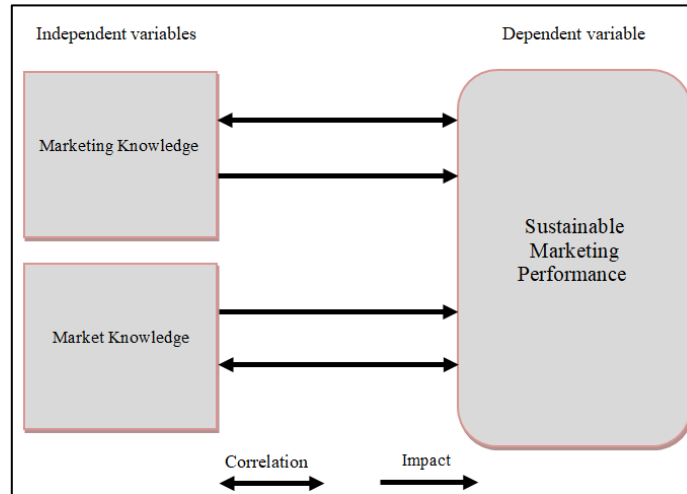 Independent variables
Dependent variable
Marketing Knowledge
Sustainable
Marketing
Performance
Market Knowledge
Correlation
Impact